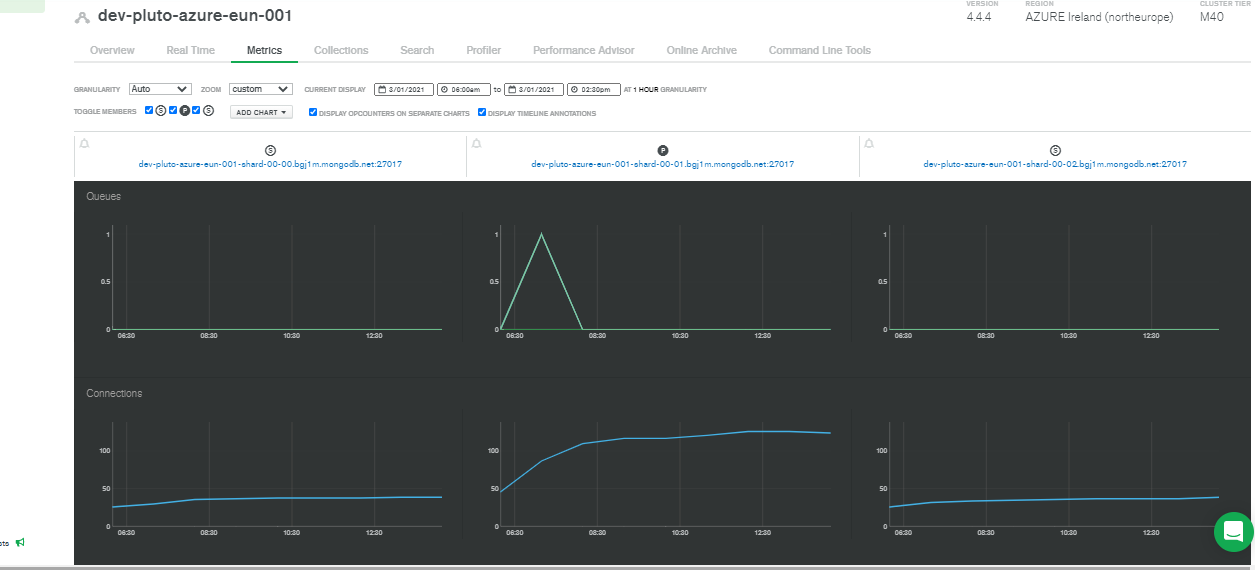 dev-pluto-azure-eun-001
VERSION REGION CLUSTER TIER
4.4.4 AZURE Ireland (northeurope) M40
Overview Real Time Metrics Collections Search Profiler Performance Advisor Online Archive Command Line Tools
GRANULARITY Auto ZOOM custom CURRENT DISPLAY 3/01/2021 06:00am to 3/01/2021 02:30pm AT 1 HOUR GRANULARITY
TOGGLE MEMBERS S P S ADD CHART DISPLAY OPCOUNTERS ON SEPARATE CHARTS DISPLAY TIMELINE ANNOTATIONS
S P S
dev-pluto-azure-eun-001-shard-00-00.bgj1m.mongodb.net:27017 dev-pluto-azure-eun-001-shard-00-01.bgj1m.mongodb.net:27017 dev-pluto-azure-eun-001-shard-00-02.bgj1m.mongodb.net:27017
Queues
1 1 1
0.5 0.5 0.5
0 0 0
06:30 08:30 10:30 12:30 06:30 08:30 10:30 12:30 06:30 08:30 10:30 12:30
Connections
100 100 100
50 50 50
0 0 0
06:30 08:30 10:30 12:30 06:30 08:30 10:30 12:30 06:30 08:30 10:30 12:30
sts